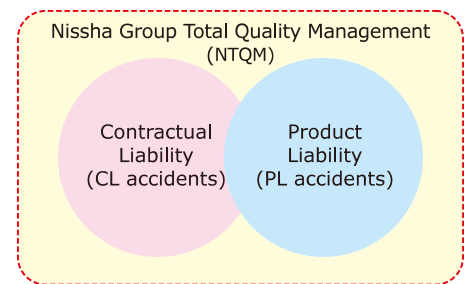 Nissha Group Total Quality Management
(NTQM)
Contractual
Liability
(CL accidents)
Product
Liability
(PL accidents)